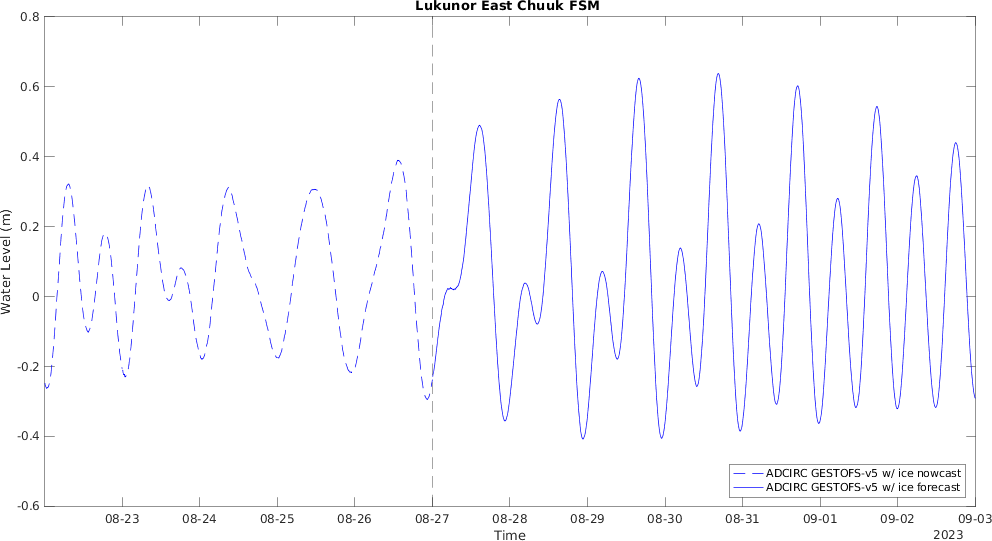 Lukunor East Chuuk FSM
0.8
0.6
0.4
0.2
0
-0.2
-0.4
-0.6
Water Level (m)
ADCIRC GESTOFS-v5 w/ ice nowcast
ADCIRC GESTOFS-v5 w/ ice forecast
08-23 08-24 08-25 08-26 08-27 08-28 08-29 08-30 08-31 09-01 09-02 09-03
Time
2023